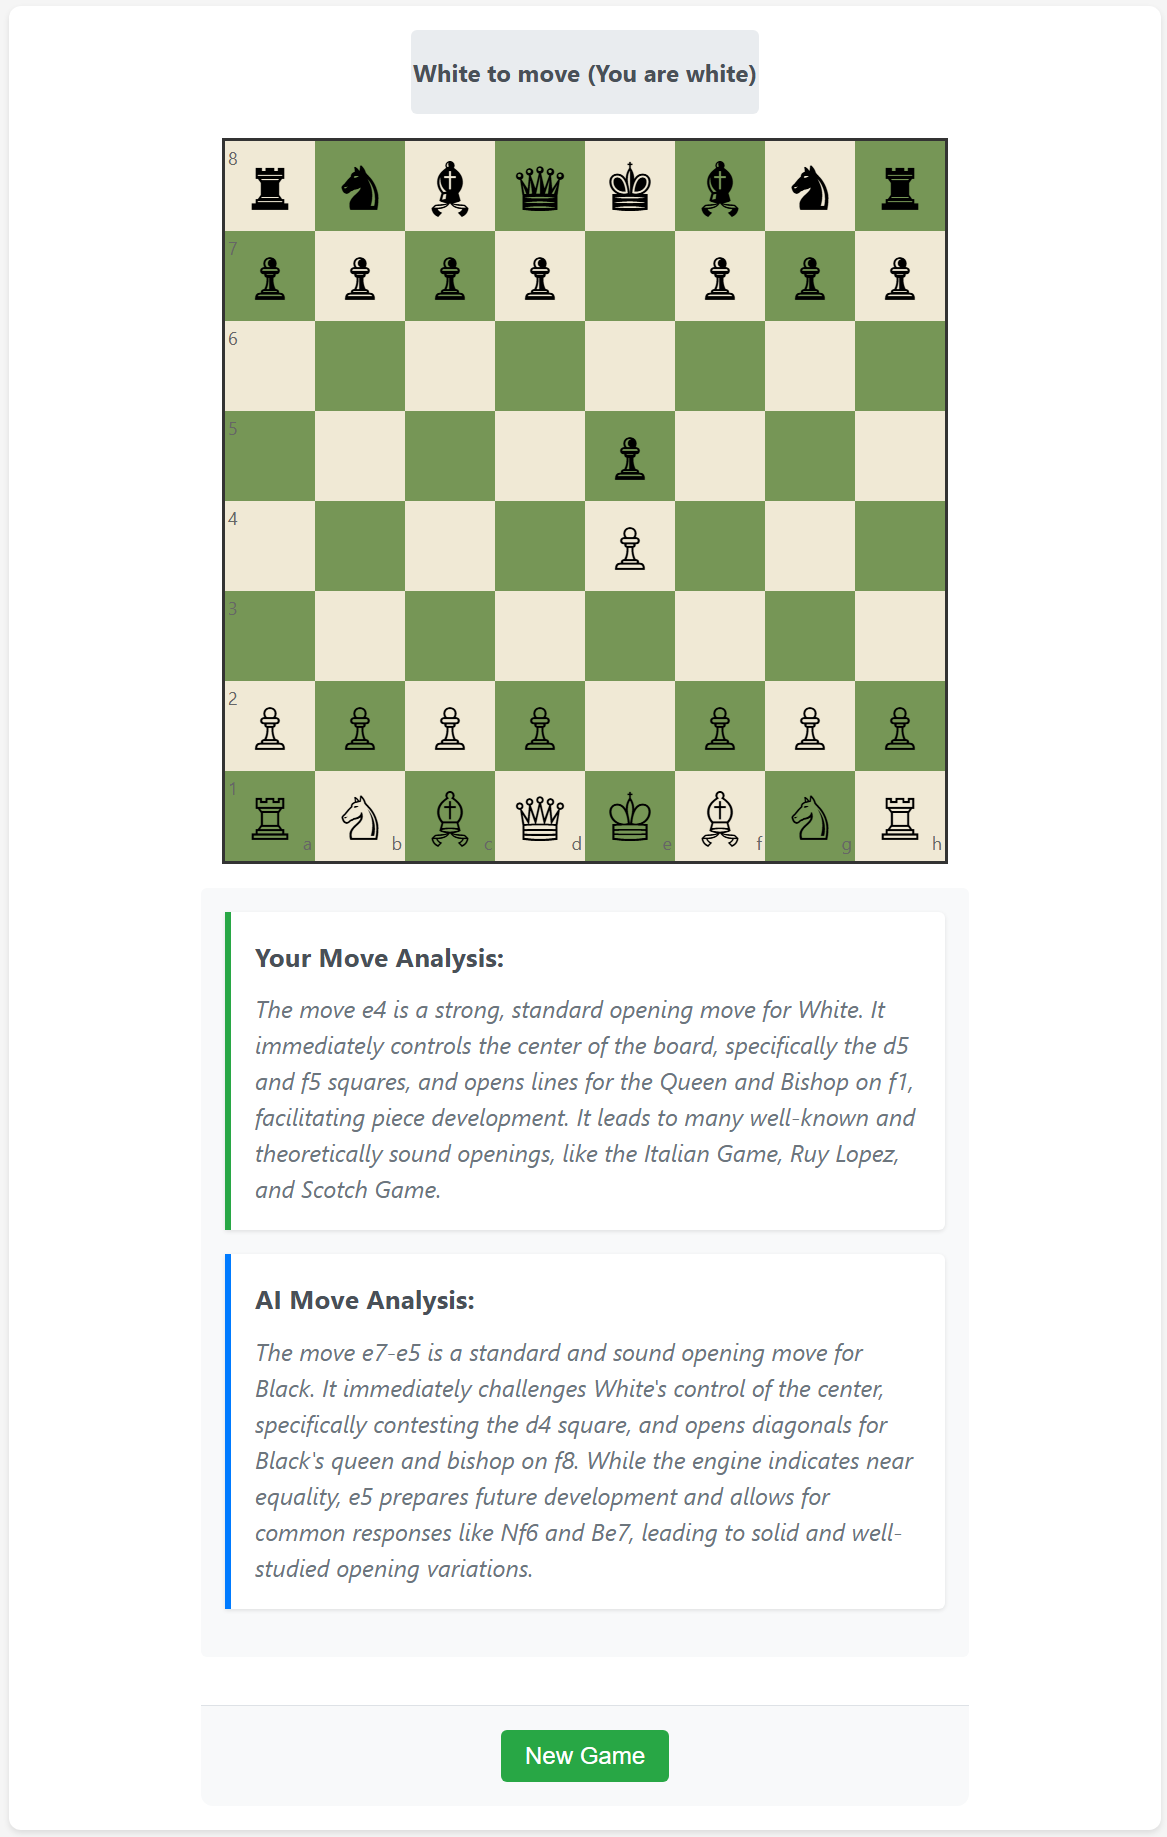 White to move (You are white)
8
7
6
5
4
3
2
1
a b c d e f g h
Your Move Analysis:
The move e4 is a strong, standard opening move for White. It
immediately controls the center of the board, specifically the d5
and f5 squares, and opens lines for the Queen and Bishop on f1,
facilitating piece development. It leads to many well-known and
theoretically sound openings, like the Italian Game, Ruy Lopez,
and Scotch Game.
AI Move Analysis:
The move e7-e5 is a standard and sound opening move for
Black. It immediately challenges White's control of the center,
specifically contesting the d4 square, and opens diagonals for
Black's queen and bishop on f8. While the engine indicates near
equality, e5 prepares future development and allows for
common responses like Nf6 and Be7, leading to solid and well-
studied opening variations.
New Game